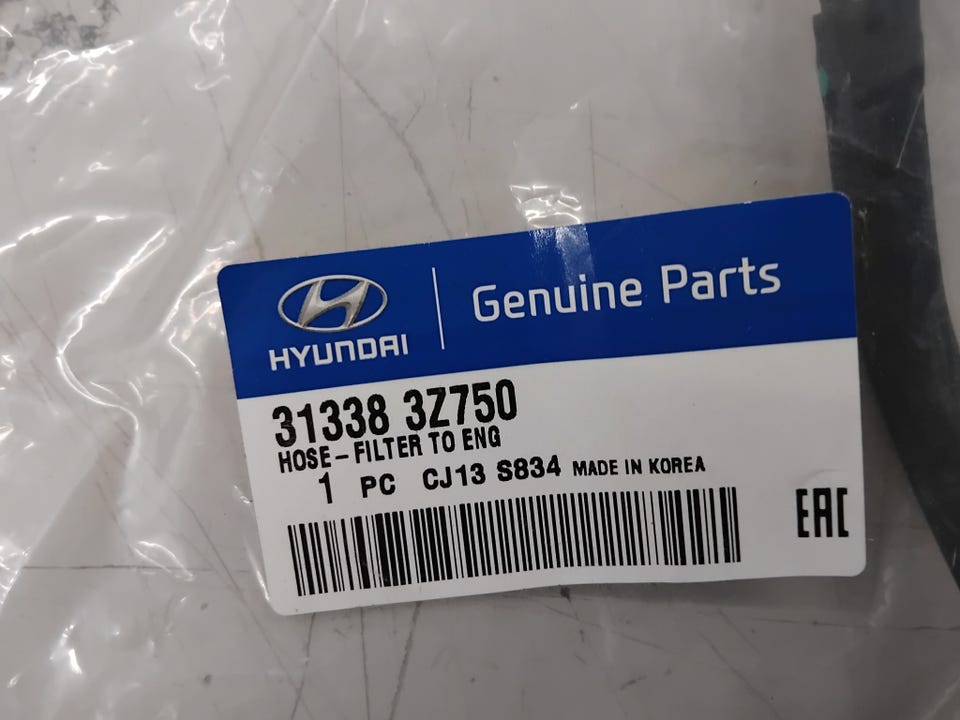 HYUNDAI
Genuine Parts
31338 3Z750
HOSE-FILTER TO ENG
1 PC CJ13 S834 MADE IN KOREA
EAC